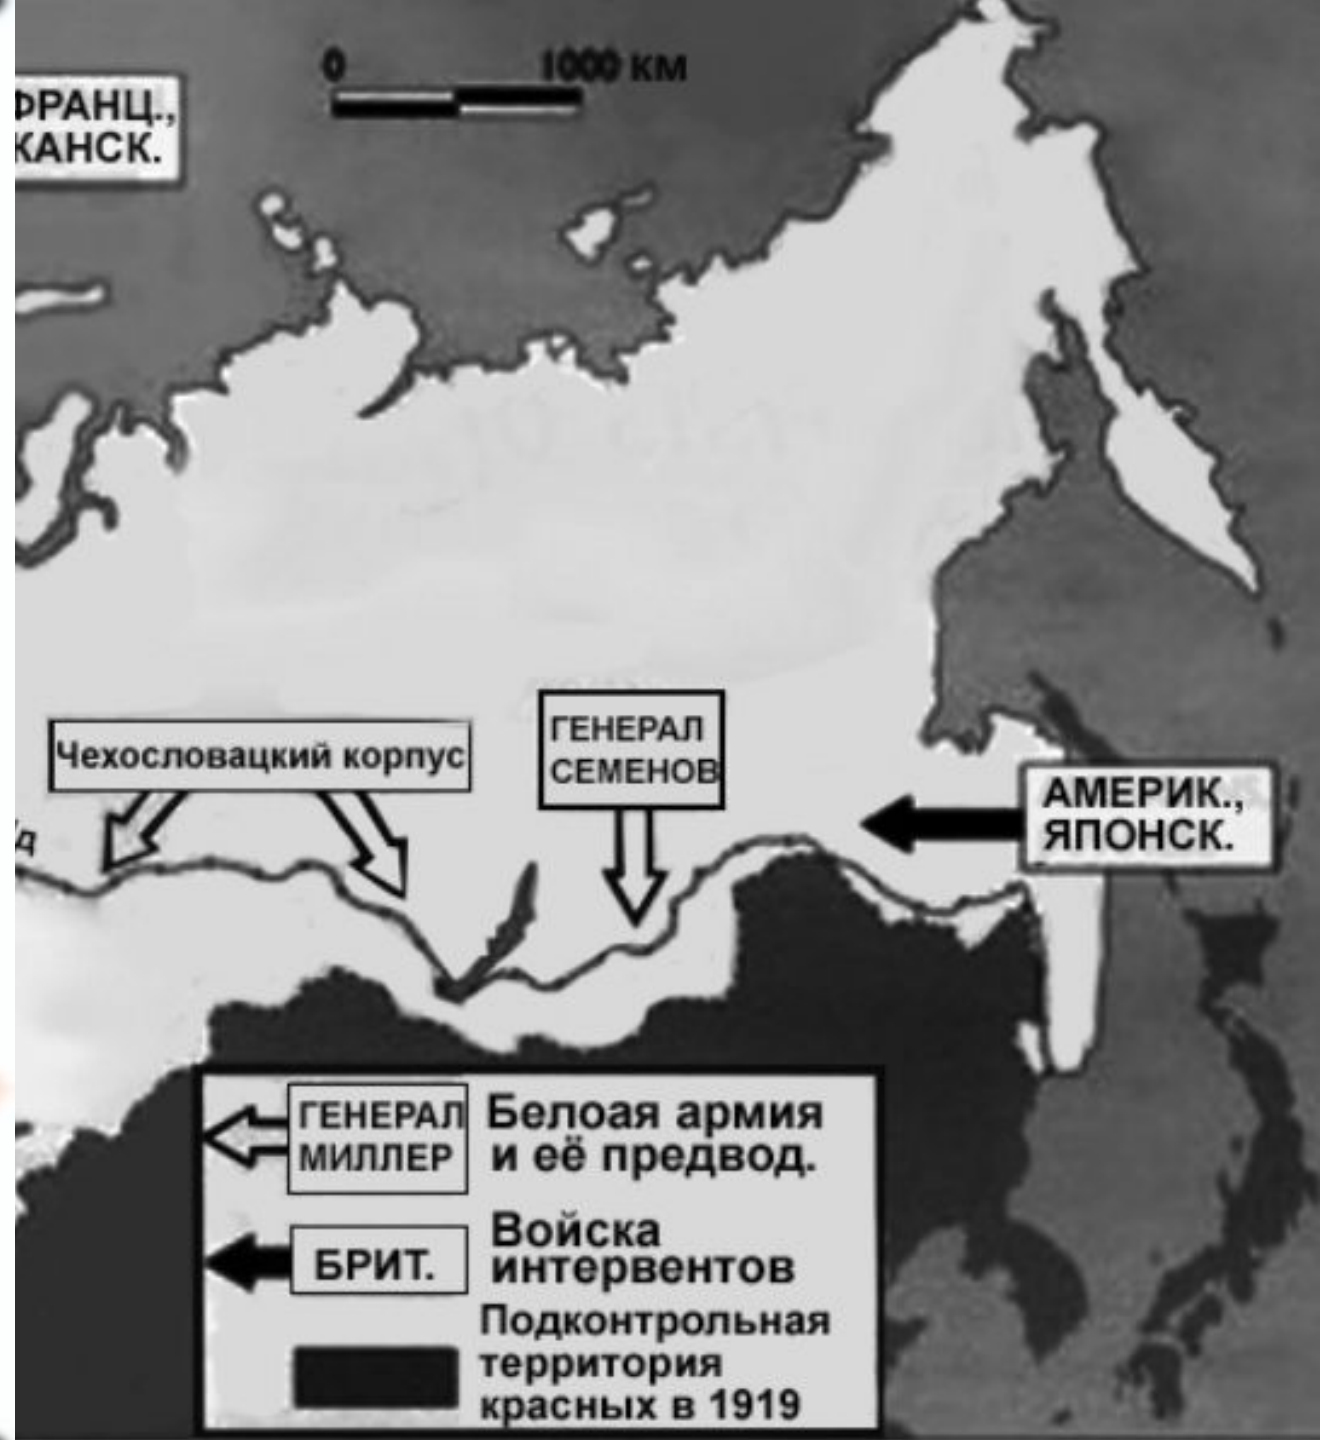 0 1000 км
ФРАНЦ.,
КАНСК.
ГЕНЕРАЛ
СЕМЕНОВ
Чехословацкий корпус
АМЕРИК.,
ЯПОНСК.
ГЕНЕРАЛ
МИЛЛЕР
Белоая армия
и её предвод.
БРИТ.
Войска
интервентов
Подконтрольная
территория
красных в 1919